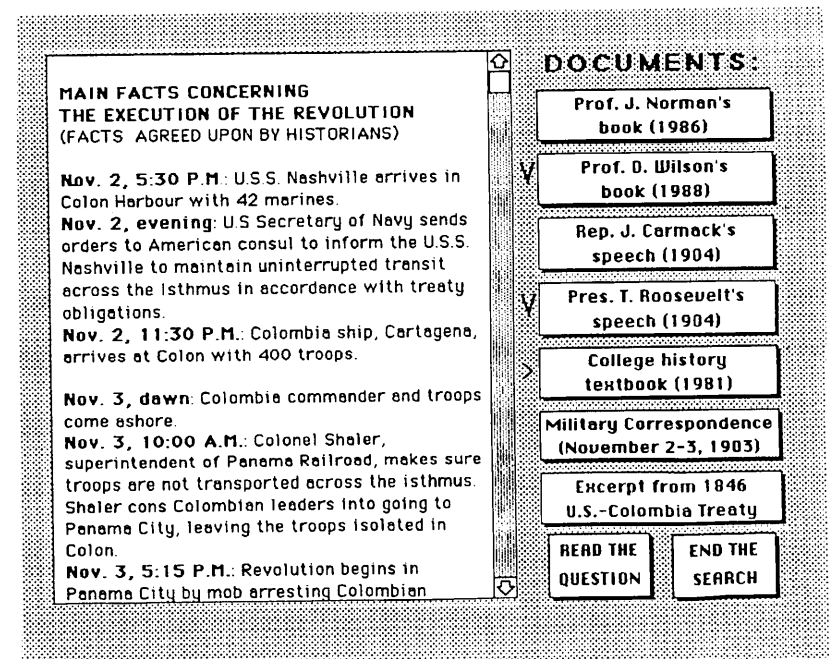 MAIN FACTS CONCERNING
THE EXECUTION OF THE REVOLUTION
(FACTS AGREED UPON BY HISTORIANS)
Nov. 2, 5:30 P.M.: U.S.S. Nashville arrives in
Colon Harbour with 42 marines.
Nov. 2, evening: U.S Secretary of Navy sends
orders to American consul to inform the U.S.S.
Nashville to maintain uninterrupted transit
across the Isthmus in accordance with treaty
obligations.
Nov. 2, 11:30 P.M.: Colombia ship, Cartagena,
arrives at Colon with 400 troops.
Nov. 3, dawn: Colombia commander and troops
come ashore.
Nov. 3, 10:00 A.M.: Colonel Shaler,
superintendent of Panama Railroad, makes sure
troops are not transported across the isthmus.
Shaler cons Colombian leaders into going to
Panama City, leaving the troops isolated in
Colon.
Nov. 3, 5:15 P.M.: Revolution begins in
Panama City by mob arresting Colombian
DOCUMENTS:
Prof. J. Norman's
book (1986)
V
Prof. D. Wilson's
book (1988)
Rep. J. Carmack's
speech (1904)
V
Pres. T. Roosevelt's
speech (1904)
>
College history
textbook (1981)
Military Correspondence
(November 2-3, 1903)
Excerpt from 1846
U.S.-Colombia Treaty
READ THE
QUESTION
END THE
SEARCH